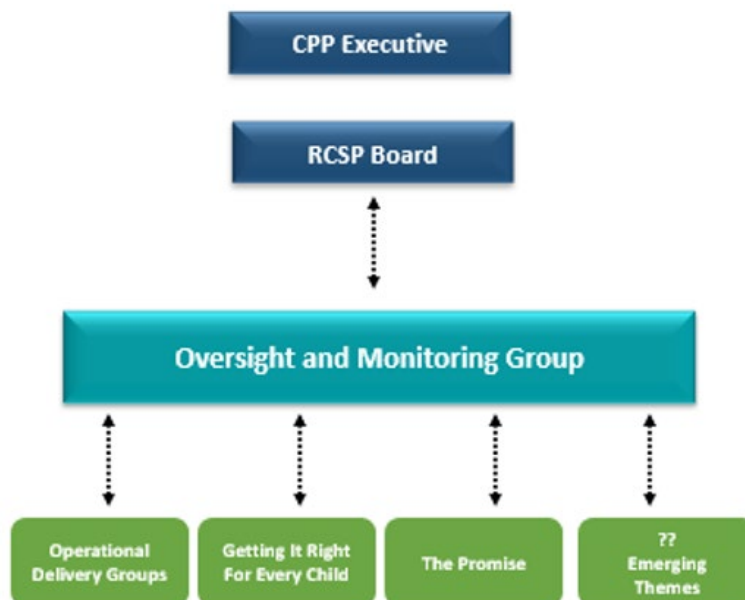 CPP Executive
RCSP Board
Oversight and Monitoring Group
Operational
Delivery Groups
Getting It Right
For Every Child
The Promise
??
Emerging
Themes